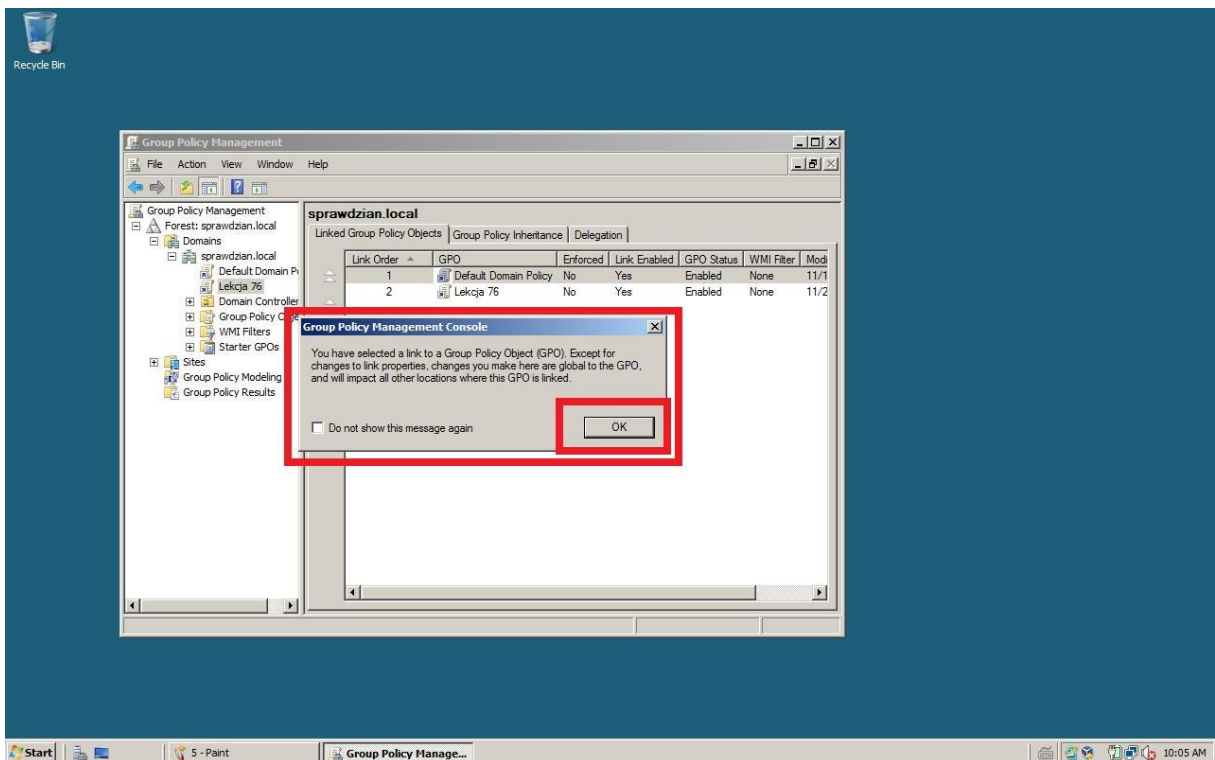 Recycle Bin
Group Policy Management
File Action View Window Help
Group Policy Management
Forest: sprawdzian.local
Domains
sprawdzian.local
Default Domain P
Lekcja 76
Domain Controller
Group Policy O
WMI Filters
Starter GPOs
Sites
Group Policy Modeling
Group Policy Results
sprawdzian.local
Linked Group Policy Objects Group Policy Inheritance Delegation
Link Order GPO Enforced Link Enabled GPO Status WMI Filter Modi
1 Default Domain Policy No Yes Enabled None 11/1
2 Lekcja 76 No Yes Enabled None 11/2
Group Policy Management Console
You have selected a link to a Group Policy Object (GPO). Except for
changes to link properties, changes you make here are global to the GPO,
and will impact all other locations where this GPO is linked.
Do not show this message again
OK
Start 5 - Paint Group Policy Manage... 10:05 AM